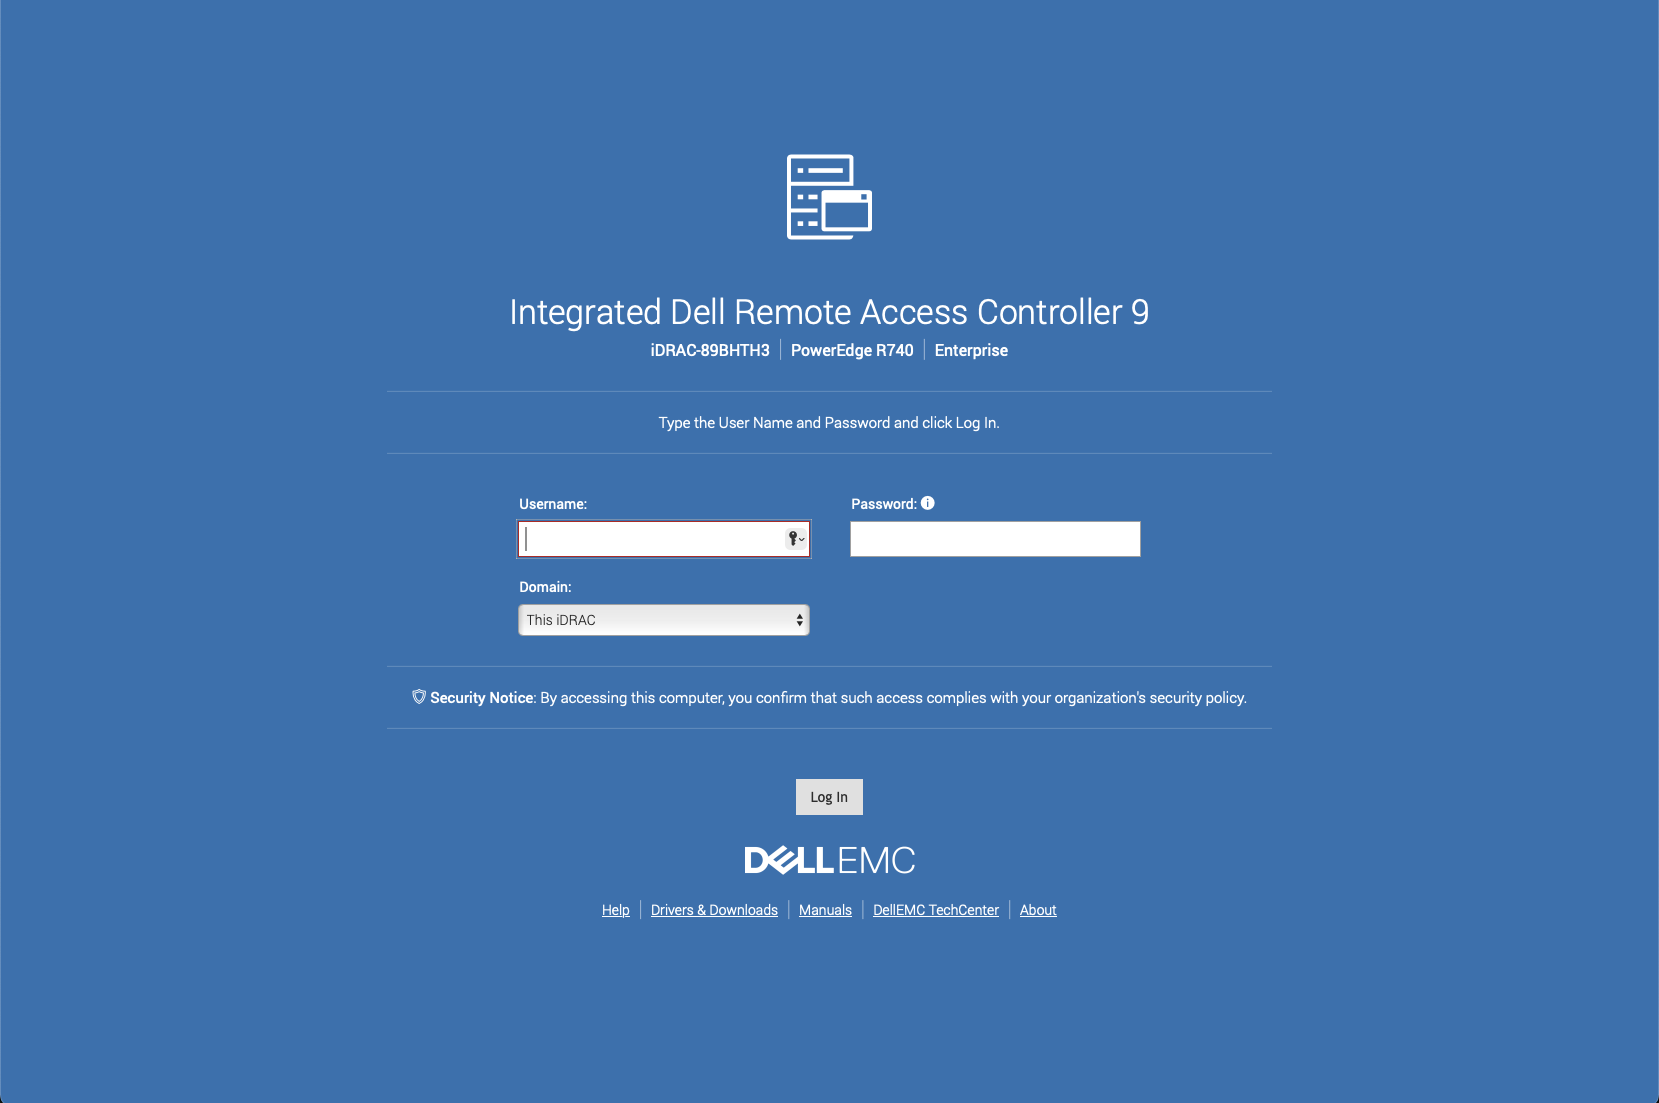 Integrated Dell Remote Access Controller 9
iDRAC-89BHTH3 | PowerEdge R740 | Enterprise
Type the User Name and Password and click Log In.
Username: Password:
Domain:
This iDRAC
Security Notice: By accessing this computer, you confirm that such access complies with your organization's security policy.
Log In
DELL EMC
Help | Drivers & Downloads | Manuals | DellEMC TechCenter | About